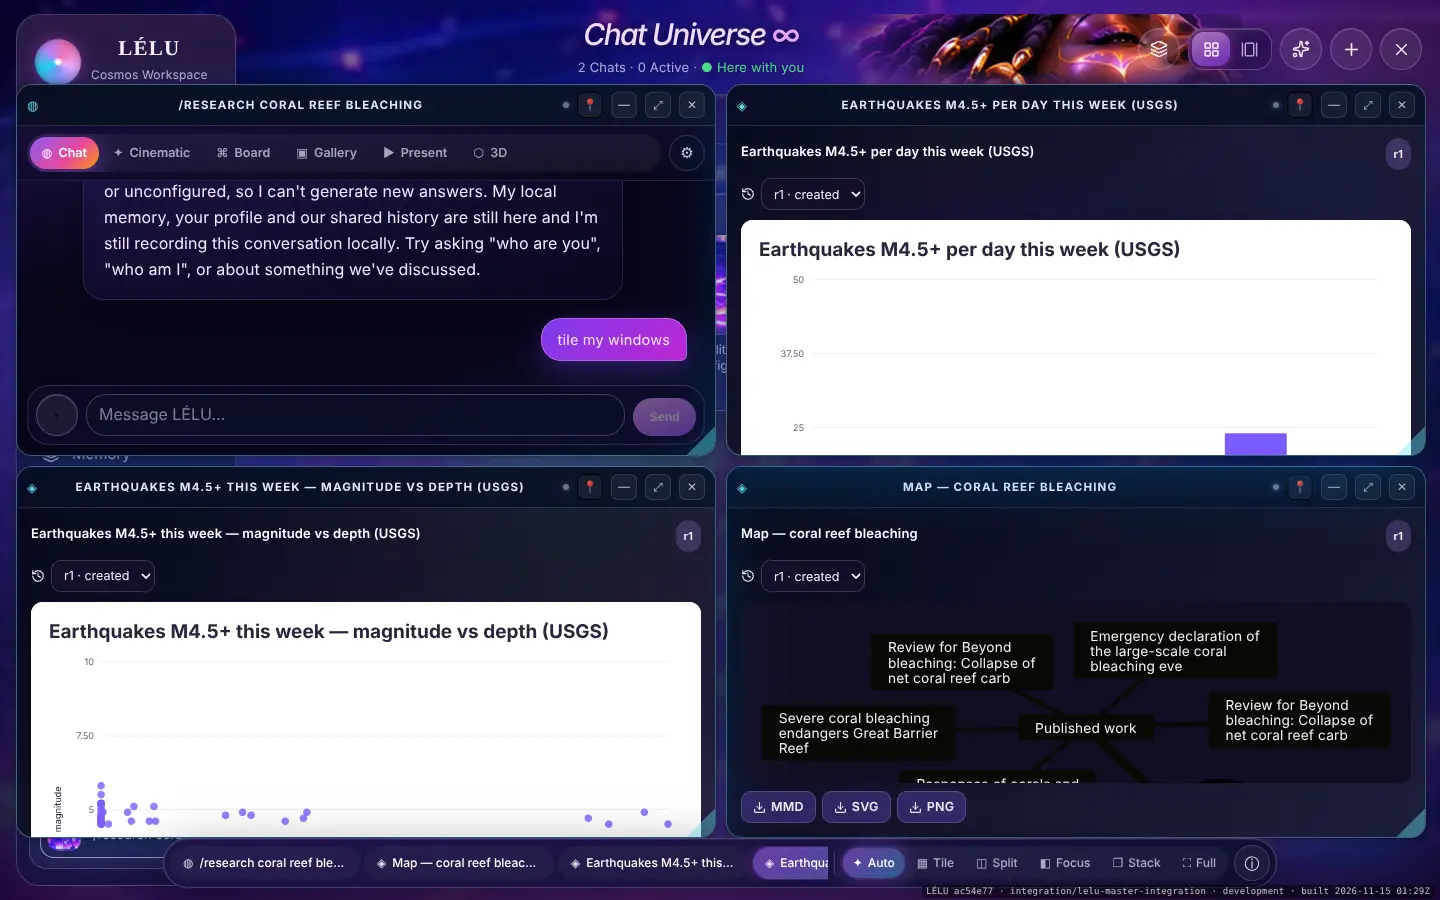 LÉLU
Cosmos Workspace
Chat Universe ∞
2 Chats · 0 Active · Here with you
/RESEARCH CORAL REEF BLEACHING
Chat
Cinematic
Board
Gallery
Present
3D
or unconfigured, so I can't generate new answers. My local
memory, your profile and our shared history are still here and I'm
still recording this conversation locally. Try asking "who are you",
"who am I", or about something we've discussed.
tile my windows
Message LÉLU...
Send
Memory
EARTHQUAKES M4.5+ PER DAY THIS WEEK (USGS)
Earthquakes M4.5+ per day this week (USGS)
r1
r1 · created
Earthquakes M4.5+ per day this week (USGS)
50
37.50
25
EARTHQUAKES M4.5+ THIS WEEK — MAGNITUDE VS DEPTH (USGS)
Earthquakes M4.5+ this week — magnitude vs depth (USGS)
r1
r1 · created
Earthquakes M4.5+ this week — magnitude vs depth (USGS)
10
7.50
5
magnitude
MAP — CORAL REEF BLEACHING
Map — coral reef bleaching
r1
r1 · created
Review for Beyond
bleaching: Collapse of
net coral reef carb
Emergency declaration of
the large-scale coral
bleaching eve
Severe coral bleaching
endangers Great Barrier
Reef
Published work
Review for Beyond
bleaching: Collapse of
net coral reef carb
MMD
SVG
PNG
/research coral reef ble...
Map — coral reef bleac...
Earthquakes M4.5+ this...
Earthqua
Auto
Tile
Split
Focus
Stack
Full
LÉLU ac54e77 · integration/lelu-master-integration · development · built 2026-11-15 01:29Z